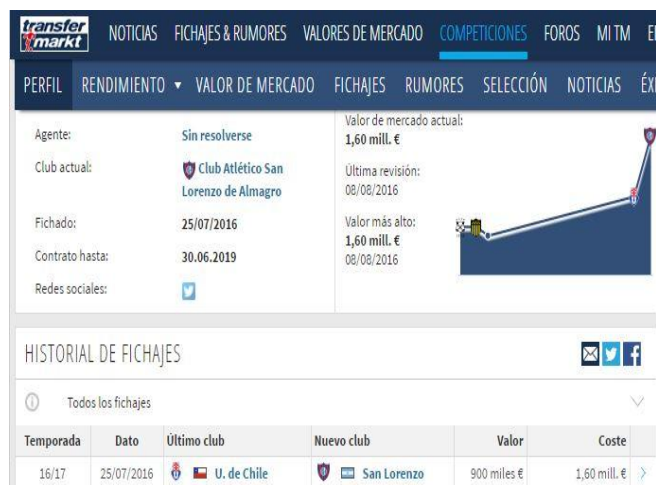 transfer
markt
NOTICIAS FICHAJES & RUMORES VALORES DE MERCADO COMPETICIONES FOROS MI TM
PERFIL RENDIMIENTO VALOR DE MERCADO FICHAJES RUMORES SELECCIÓN NOTICIAS
Agente: Sin resolverse
Club actual: Club Atlético San
Lorenzo de Almagro
Fichado: 25/07/2016
Contrato hasta: 30.06.2019
Redes sociales:
Valor de mercado actual:
1,60 mill. €
Última revisión:
08/08/2016
Valor más alto:
1,60 mill. €
08/08/2016
HISTORIAL DE FICHAJES
Todos los fichajes
Temporada Dato Último club Nuevo club Valor Coste
16/17 25/07/2016 U. de Chile San Lorenzo 900 miles € 1,60 mill. €